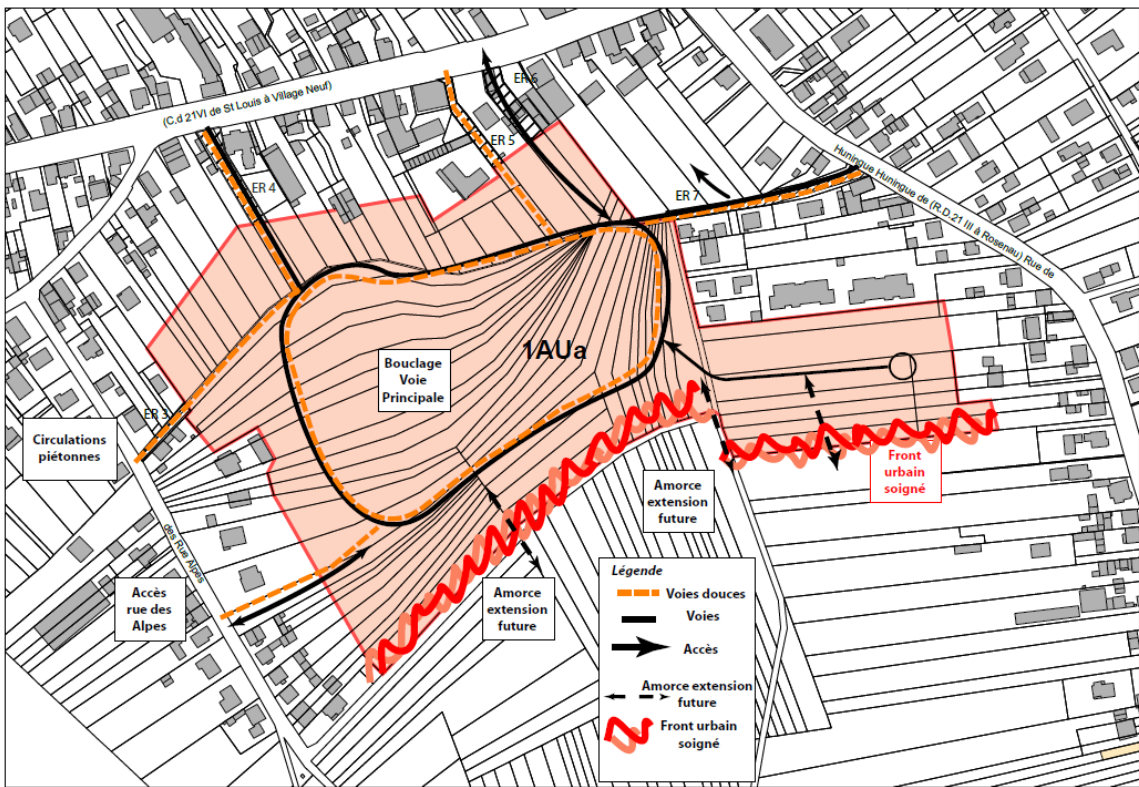 ER 6
(C.d 21VI de St Louis à Village Neuf)
ER 5
Huningue Huningue de (R.D.21 III à Rosenau) Rue de
ER 4
ER 7
1AUa
Bouclage
Voie
Principale
ER 3
Circulations
piétonnes
Front
urbain
soigné
Amorce
extension
future
des Rue Alpes
Accès
rue des
Alpes
Amorce
extension
future
Légende
Voies douces
Voies
Accès
Amorce extension
future
Front urbain
soigné